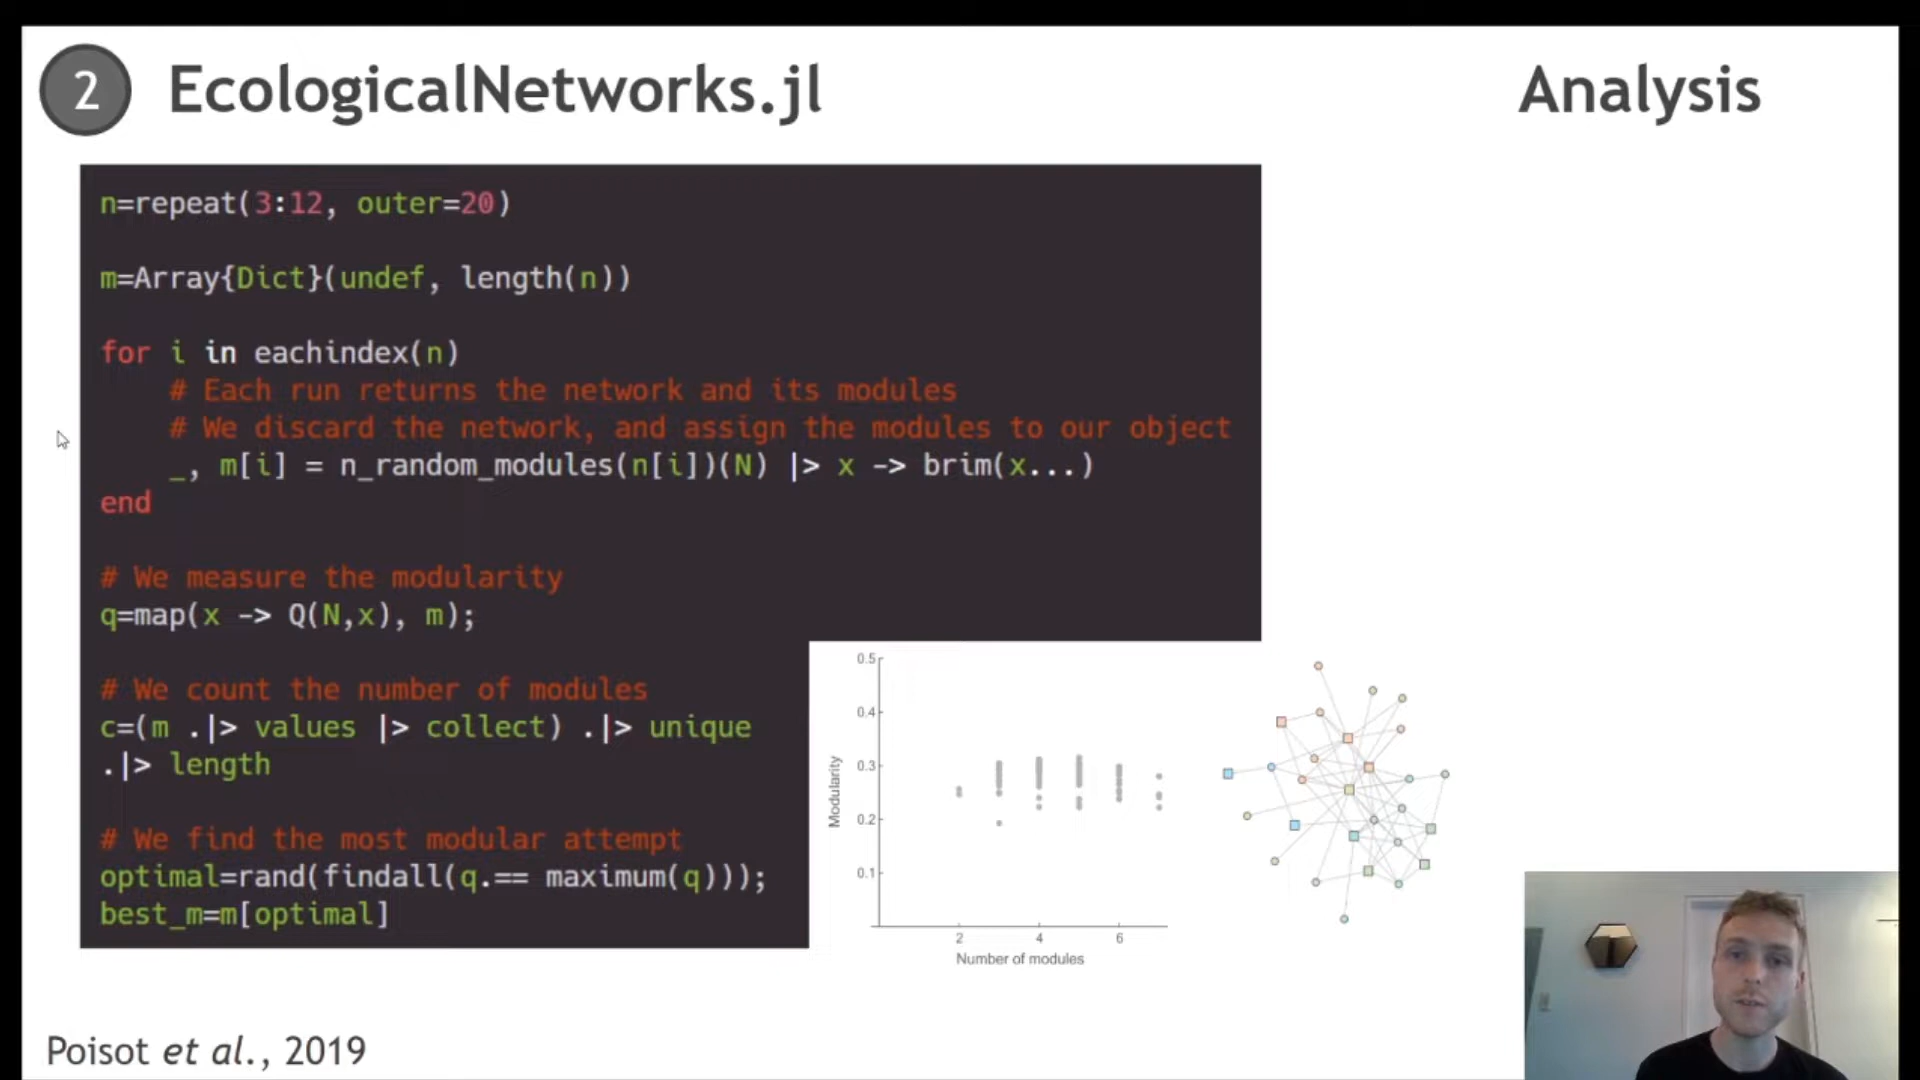 2 EcologicalNetworks.jl Analysis
n=repeat(3:12, outer=20)
m=Array{Dict}(undef, length(n))
for i in eachindex(n)
# Each run returns the network and its modules
# We discard the network, and assign the modules to our object
_, m[i] = n_random_modules(n[i])(N) |> x -> brim(x...)
end
# We measure the modularity
q=map(x -> Q(N,x), m);
# We count the number of modules
c=(m .|> values |> collect) .|> unique
.|> length
# We find the most modular attempt
optimal=rand(findall(q.== maximum(q)));
best_m=m[optimal]
0.5
0.4
0.3
0.2
0.1
Modularity
2 4 6
Number of modules
Poisot et al., 2019